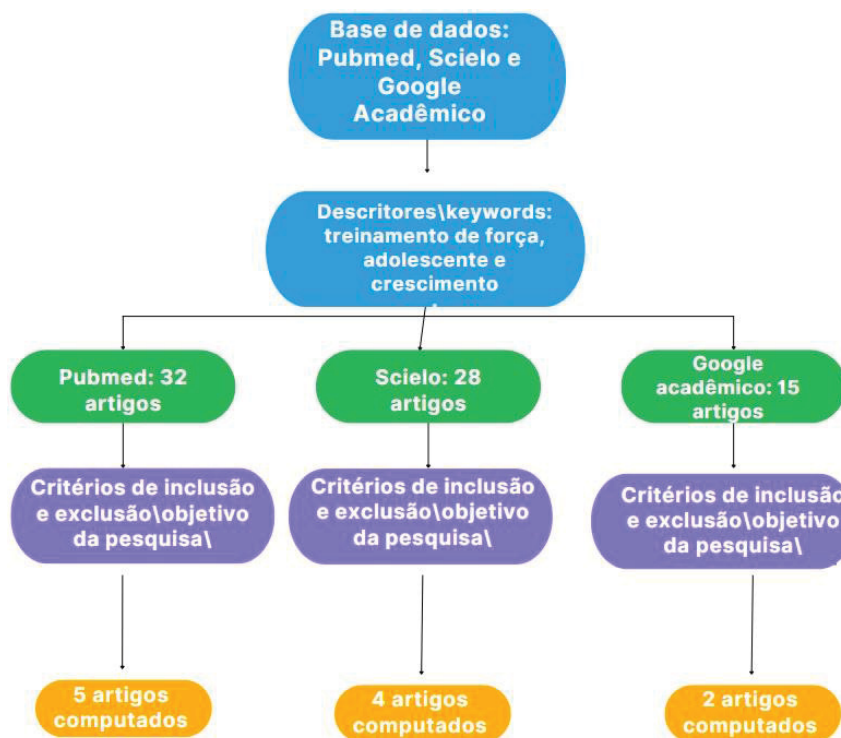 Base de dados:
Pubmed, Scielo e
Google
Acadêmico
Descritores\keywords:
treinamento de força,
adolescente e
crescimento
Pubmed: 32
artigos
Scielo: 28
artigos
Google
acadêmico: 15
artigos
Critérios de inclusão
e exclusão\objetivo
da pesquisa\
Critérios de inclusão
e exclusão\objetivo
da pesquisa\
Critérios de inclusão
e exclusão\objetivo
da pesquisa\
5 artigos
computados
4 artigos
computados
2 artigos
computados